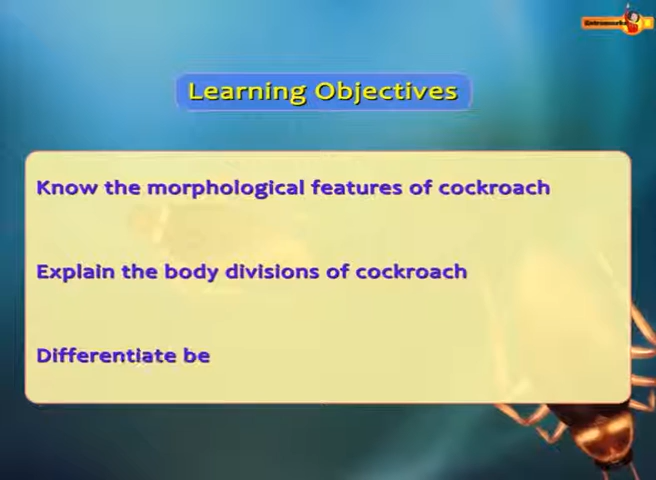 Learning Objectives
Know the morphological features of cockroach
Explain the body divisions of cockroach
Differentiate be